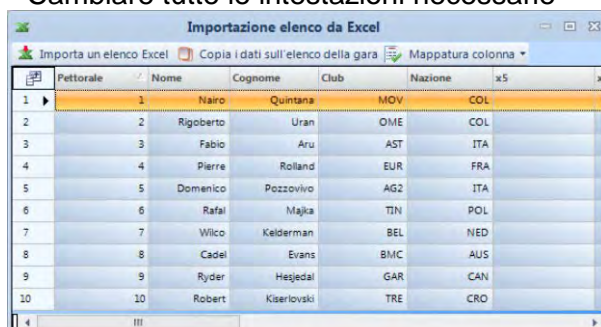 Cambiare tutte le intestazioni necessarie
Importazione elenco da Excel
Importa un elenco Excel Copia i dati sull'elenco della gara Mappatura colonna
Pettorale Nome Cognome Club Nazione x5
1 1 Nairo Quintana MOV COL
2 2 Rigoberto Uran OME COL
3 3 Fabio Aru AST ITA
4 4 Pierre Rolland EUR FRA
5 5 Domenico Pozzovivo AG2 ITA
6 6 Rafal Majka TIN POL
7 7 Wilco Kelderman BEL NED
8 8 Cadel Evans BMC AUS
9 9 Ryder Hesjedal GAR CAN
10 10 Robert Kiserlovski TRE CRO